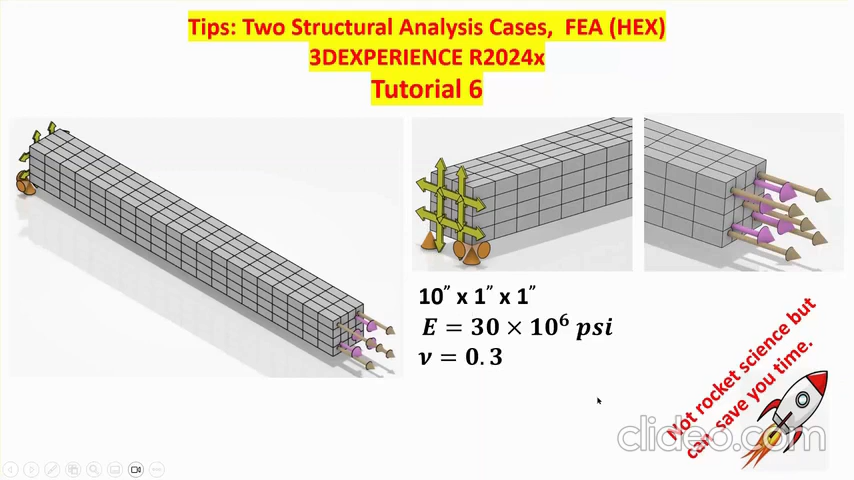 Tips: Two Structural Analysis Cases, FEA (HEX)
3DEXPERIENCE R2024x
Tutorial 6
10” x 1” x 1”
E = 30 × 10⁶ psi
ν = 0.3
Not rocket science but
can save you time.
clideo.com